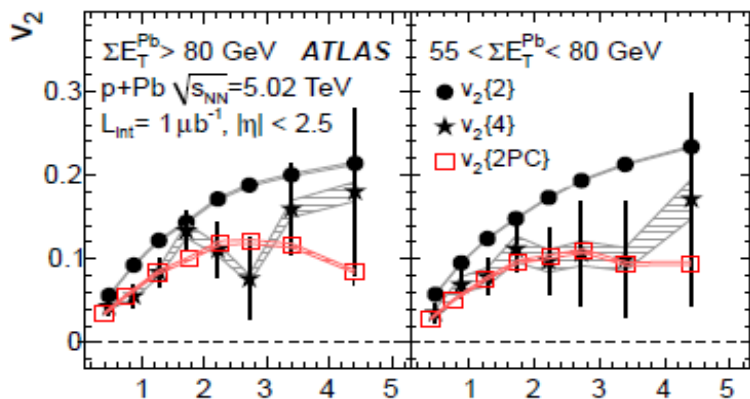 v₂
ΣE_T^Pb > 80 GeV ATLAS
p+Pb √s_NN=5.02 TeV
L_Int= 1 μb⁻¹, |η| < 2.5
55 < ΣE_T^Pb < 80 GeV
v₂{2}
v₂{4}
v₂{2PC}
0.3
0.2
0.1
0
1 2 3 4 5
1 2 3 4 5